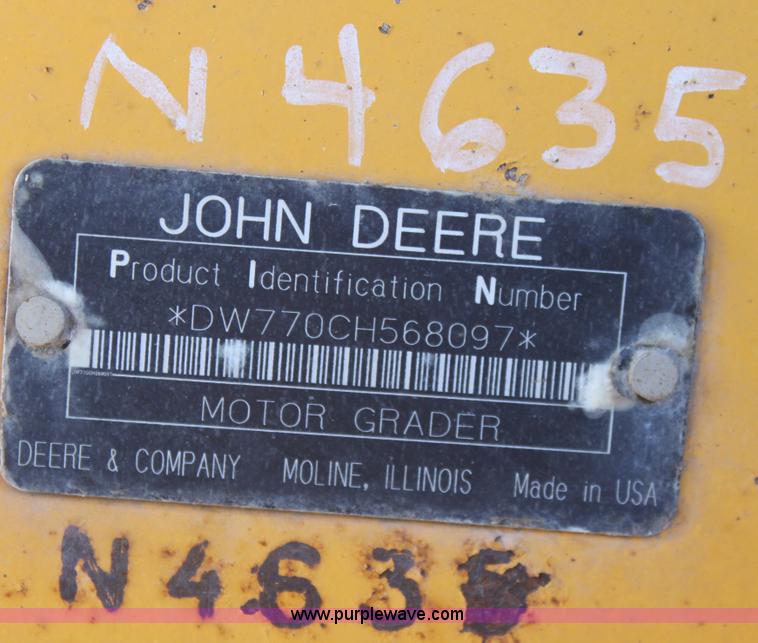 N 4635
JOHN DEERE
Product Identification Number
*DW770CH568097*
MOTOR GRADER
DEERE & COMPANY MOLINE, ILLINOIS Made in USA
N4635
www.purplewave.com